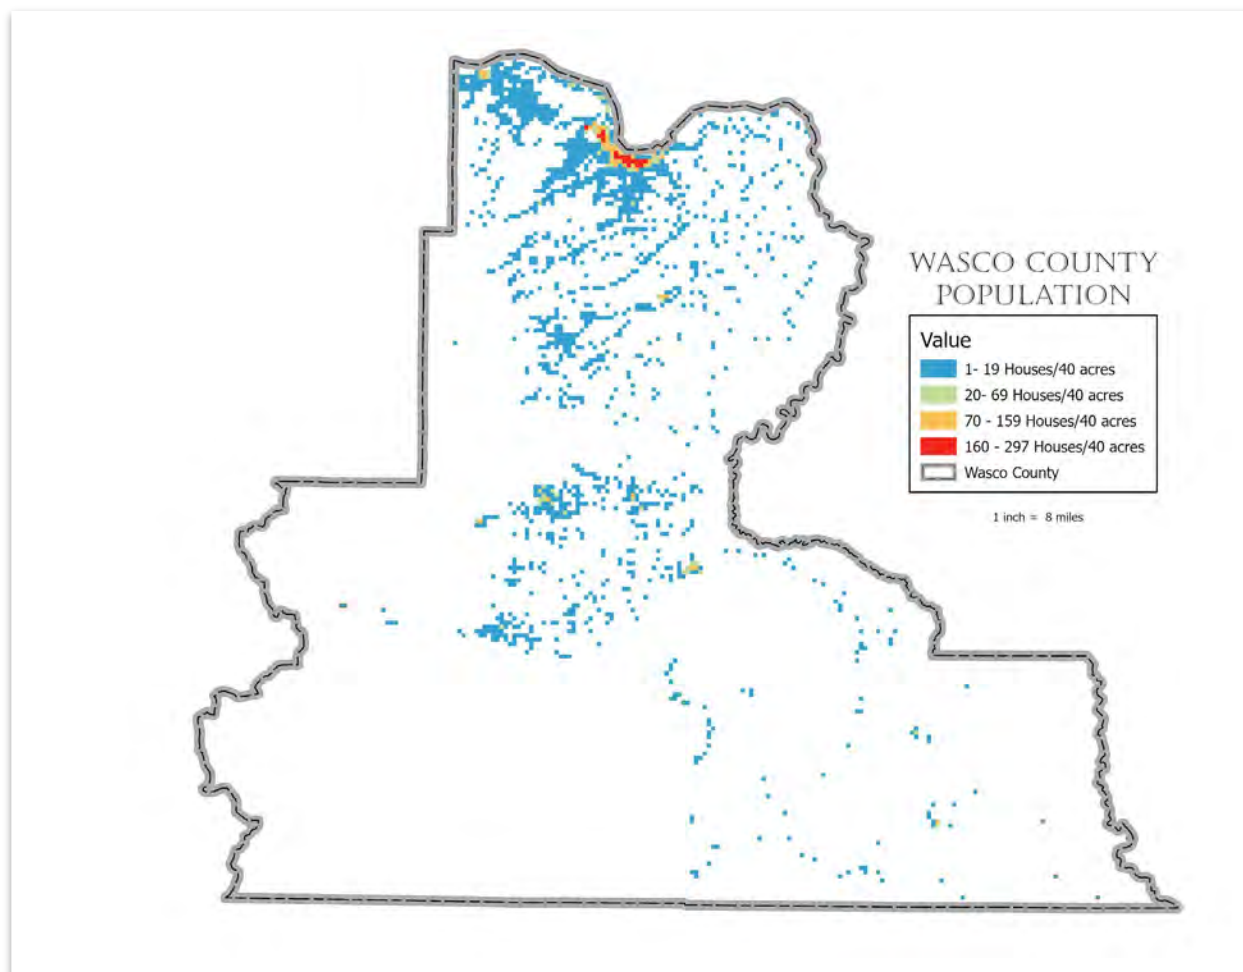 WASCO COUNTY
POPULATION
Value
1- 19 Houses/40 acres
20- 69 Houses/40 acres
70 - 159 Houses/40 acres
160 - 297 Houses/40 acres
Wasco County
1 inch = 8 miles